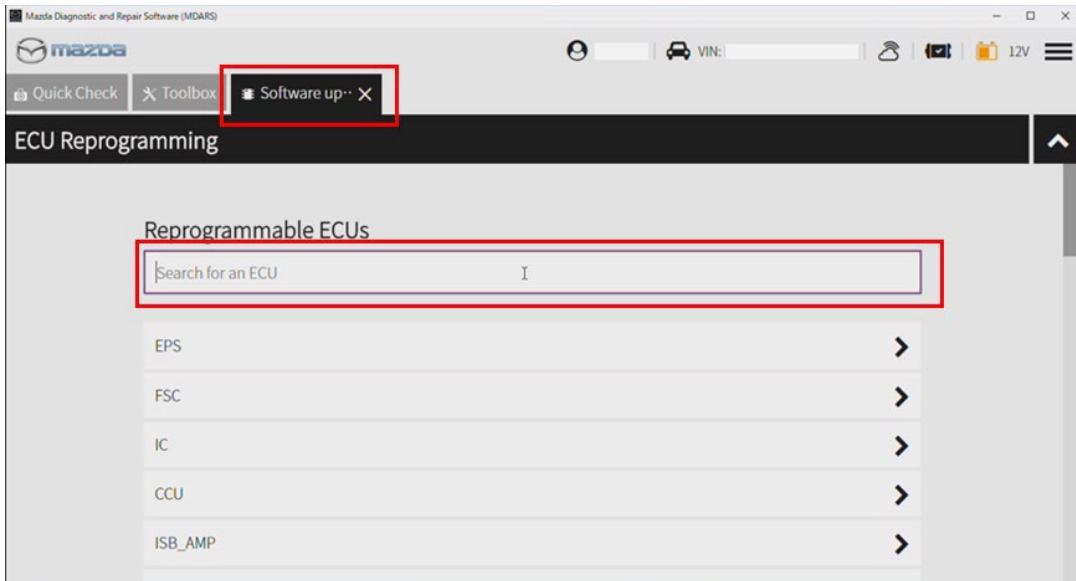 Mazda Diagnostic and Repair Software (MDARS)
mazda
VIN:
12V
Quick Check
Toolbox
Software up··
ECU Reprogramming
Reprogrammable ECUs
Search for an ECU
EPS
FSC
IC
CCU
ISB_AMP